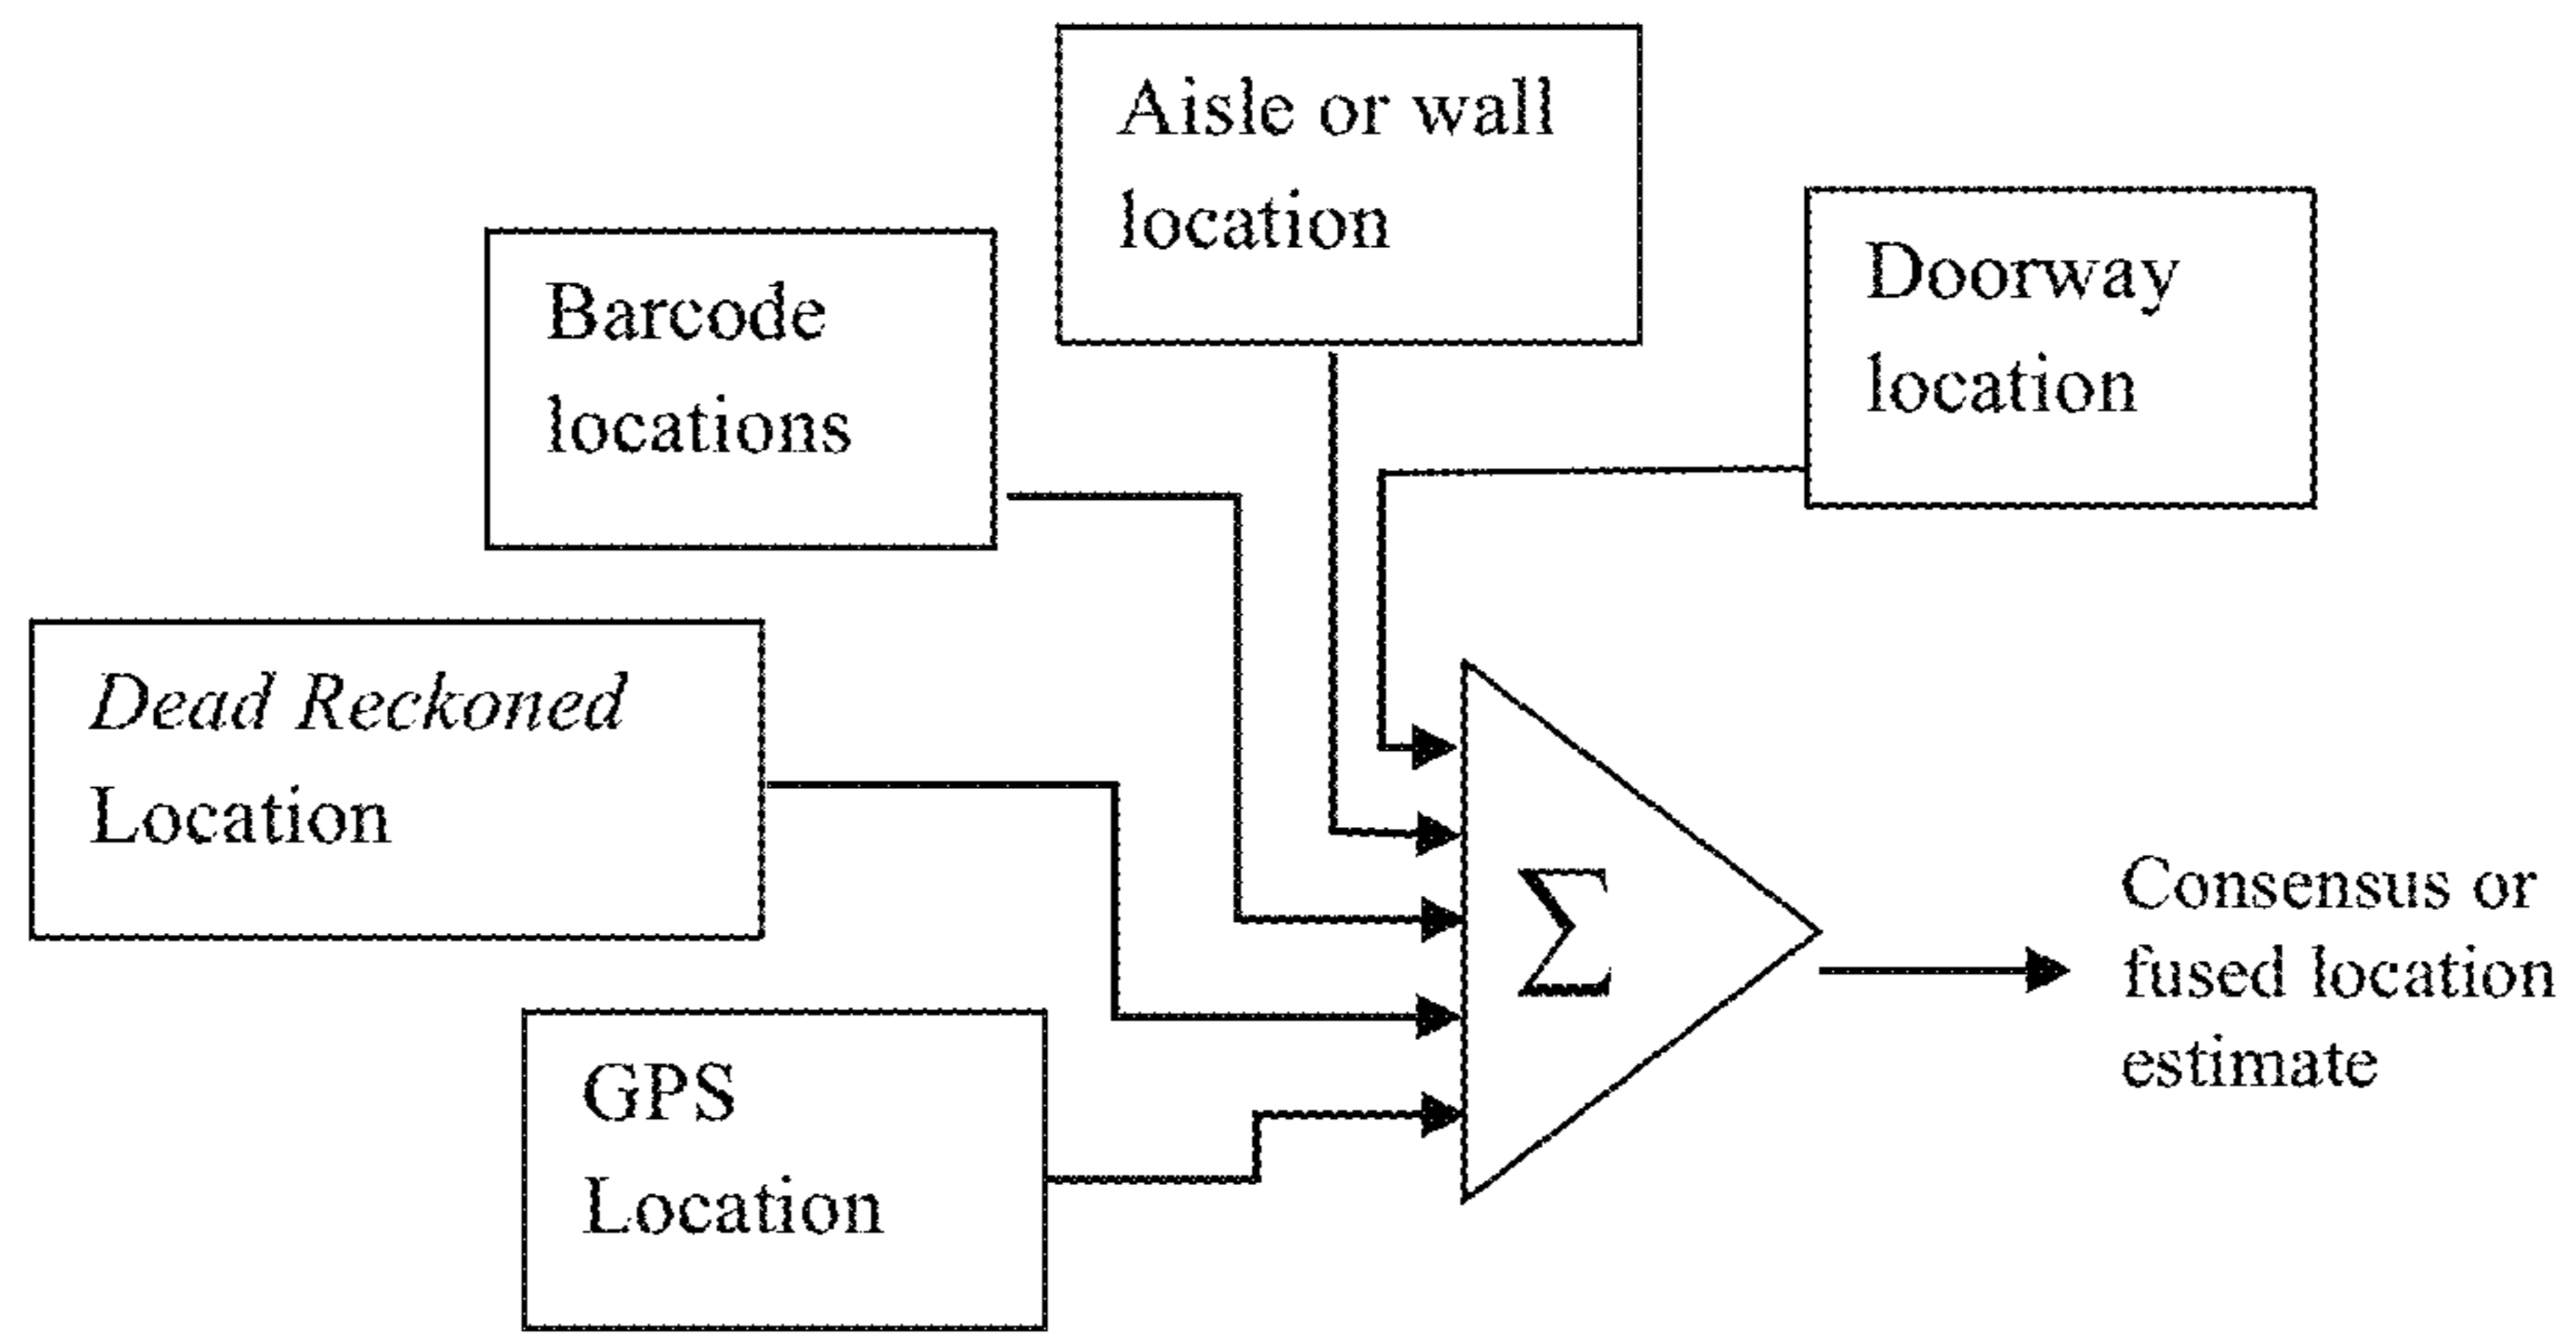 Aisle or wall
location
Doorway
location
Barcode
locations
Dead Reckoned
Location
GPS
Location
Σ
Consensus or
fused location
estimate